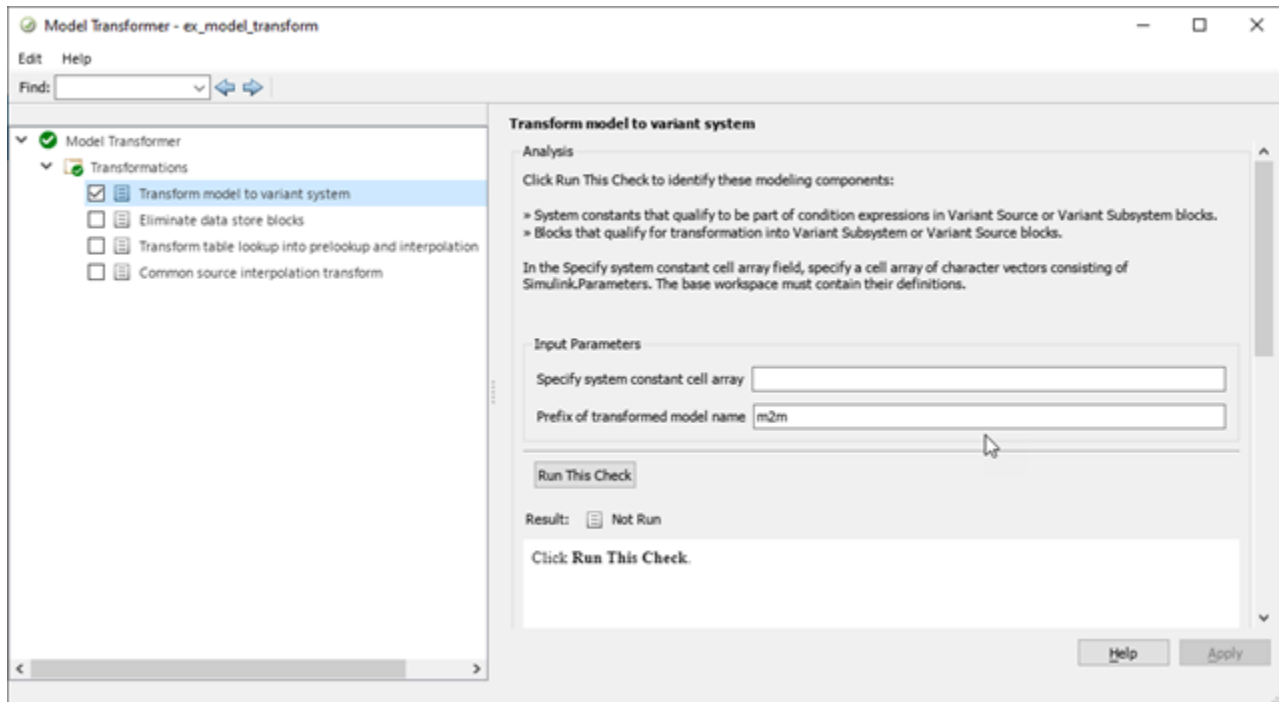 Model Transformer - ex_model_transform
Edit Help
Find:
Model Transformer
Transformations
Transform model to variant system
Eliminate data store blocks
Transform table lookup into prelookup and interpolation
Common source interpolation transform
Transform model to variant system
Analysis
Click Run This Check to identify these modeling components:
» System constants that qualify to be part of condition expressions in Variant Source or Variant Subsystem blocks.
» Blocks that qualify for transformation into Variant Subsystem or Variant Source blocks.
In the Specify system constant cell array field, specify a cell array of character vectors consisting of
Simulink.Parameters. The base workspace must contain their definitions.
Input Parameters
Specify system constant cell array
Prefix of transformed model name m2m
Run This Check
Result: Not Run
Click Run This Check.
Help Apply